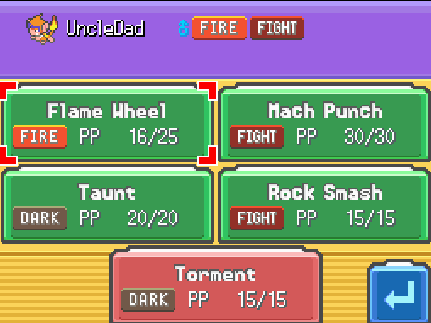 UncleDad FIRE FIGHT
Flame Wheel
FIRE PP 16/25
Mach Punch
FIGHT PP 30/30
Taunt
DARK PP 20/20
Rock Smash
FIGHT PP 15/15
Torment
DARK PP 15/15